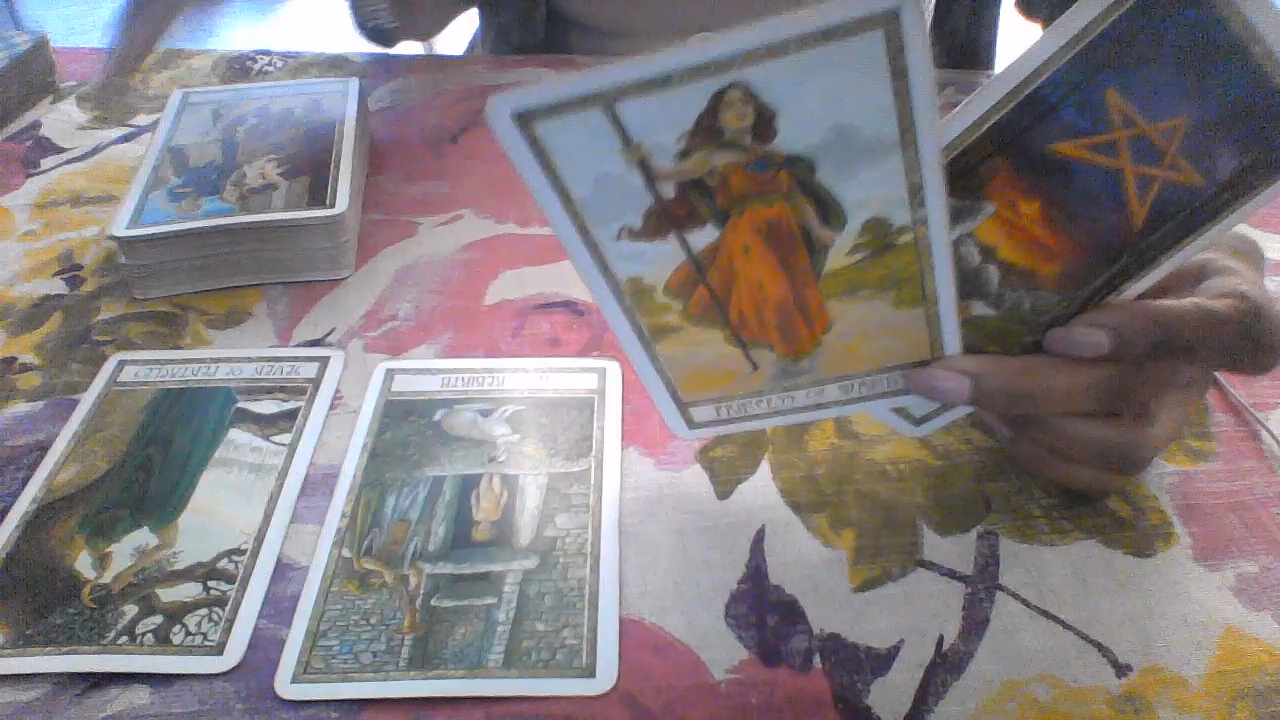 PRINCESS OF WANDS
SEVEN OF PENTACLES
REBIRTH